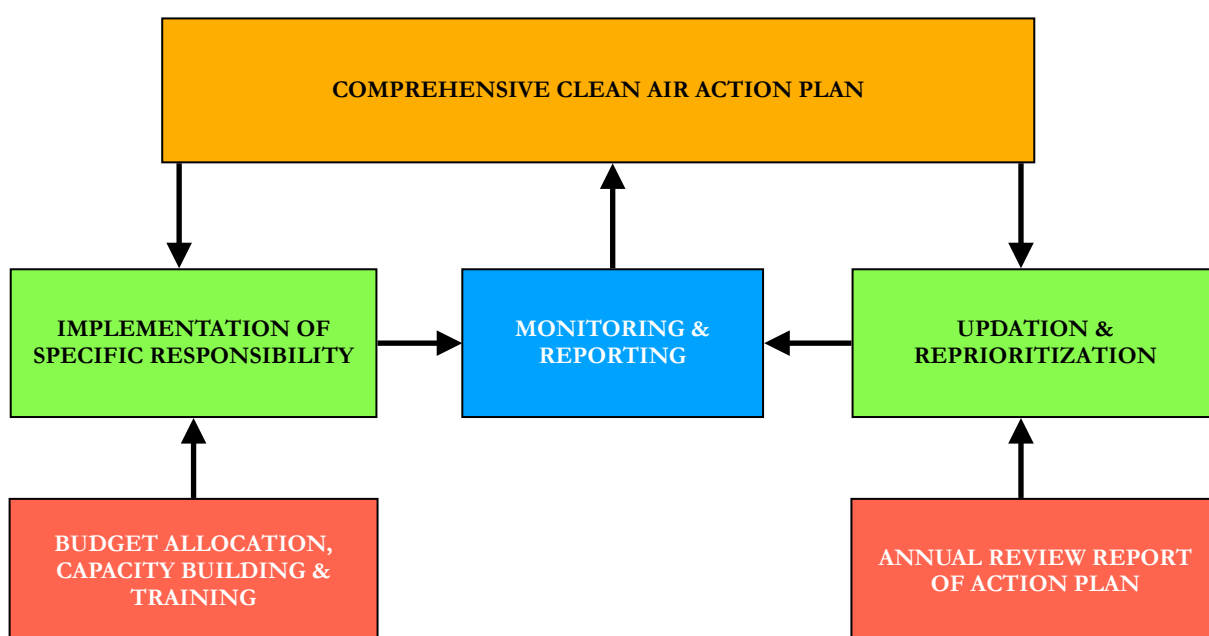 COMPREHENSIVE CLEAN AIR ACTION PLAN
IMPLEMENTATION OF
SPECIFIC RESPONSIBILITY
MONITORING &
REPORTING
UPDATION &
REPRIORITIZATION
BUDGET ALLOCATION,
CAPACITY BUILDING &
TRAINING
ANNUAL REVIEW REPORT
OF ACTION PLAN